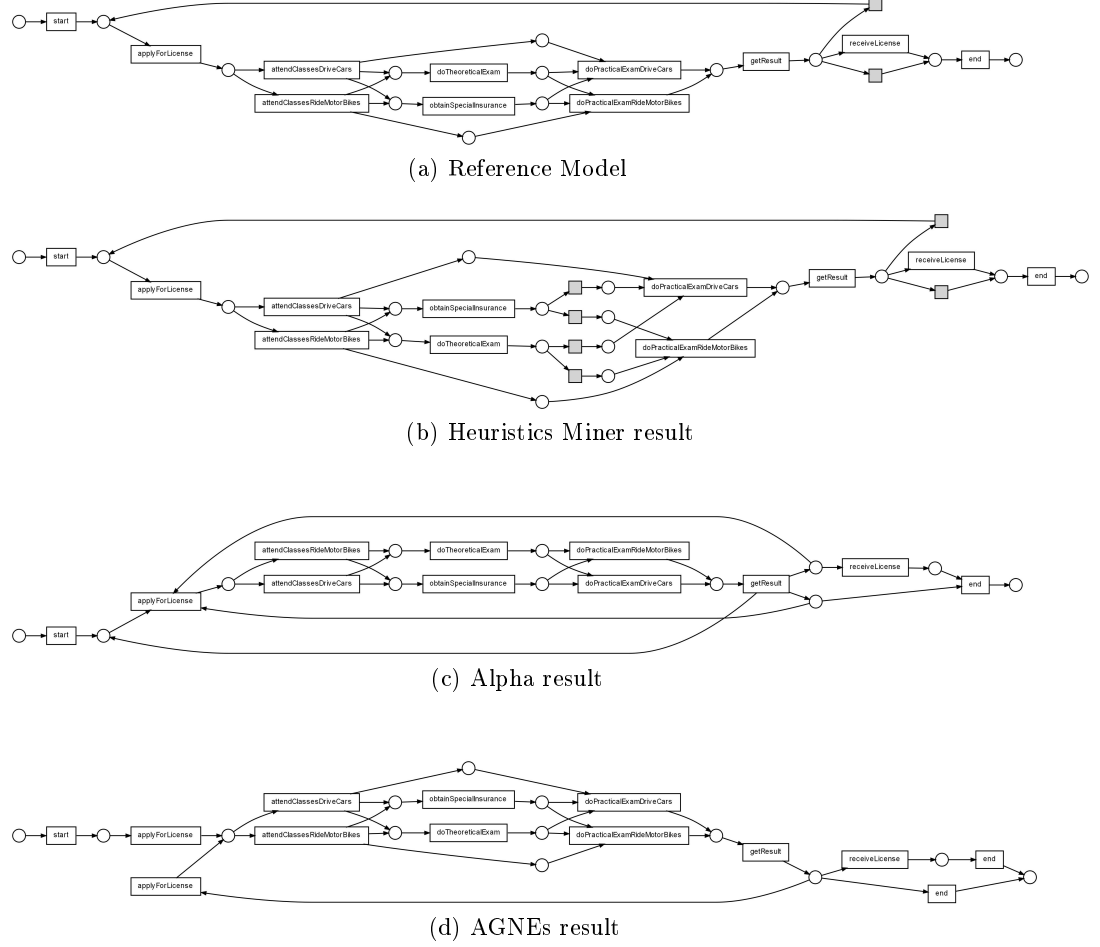 start
applyForLicense
attendClassesDriveCars
attendClassesRideMotorBikes
doTheoreticalExam
obtainSpecialInsurance
doPracticalExamDriveCars
doPracticalExamRideMotorBikes
getResult
receiveLicense
end
(a) Reference Model
start
applyForLicense
attendClassesDriveCars
attendClassesRideMotorBikes
obtainSpecialInsurance
doTheoreticalExam
doPracticalExamDriveCars
doPracticalExamRideMotorBikes
getResult
receiveLicense
end
(b) Heuristics Miner result
start
applyForLicense
attendClassesRideMotorBikes
attendClassesDriveCars
doTheoreticalExam
obtainSpecialInsurance
doPracticalExamRideMotorBikes
doPracticalExamDriveCars
getResult
receiveLicense
end
(c) Alpha result
start
applyForLicense
applyForLicense
attendClassesDriveCars
attendClassesRideMotorBikes
obtainSpecialInsurance
doTheoreticalExam
doPracticalExamDriveCars
doPracticalExamRideMotorBikes
getResult
receiveLicense
end
end
(d) AGNEs result